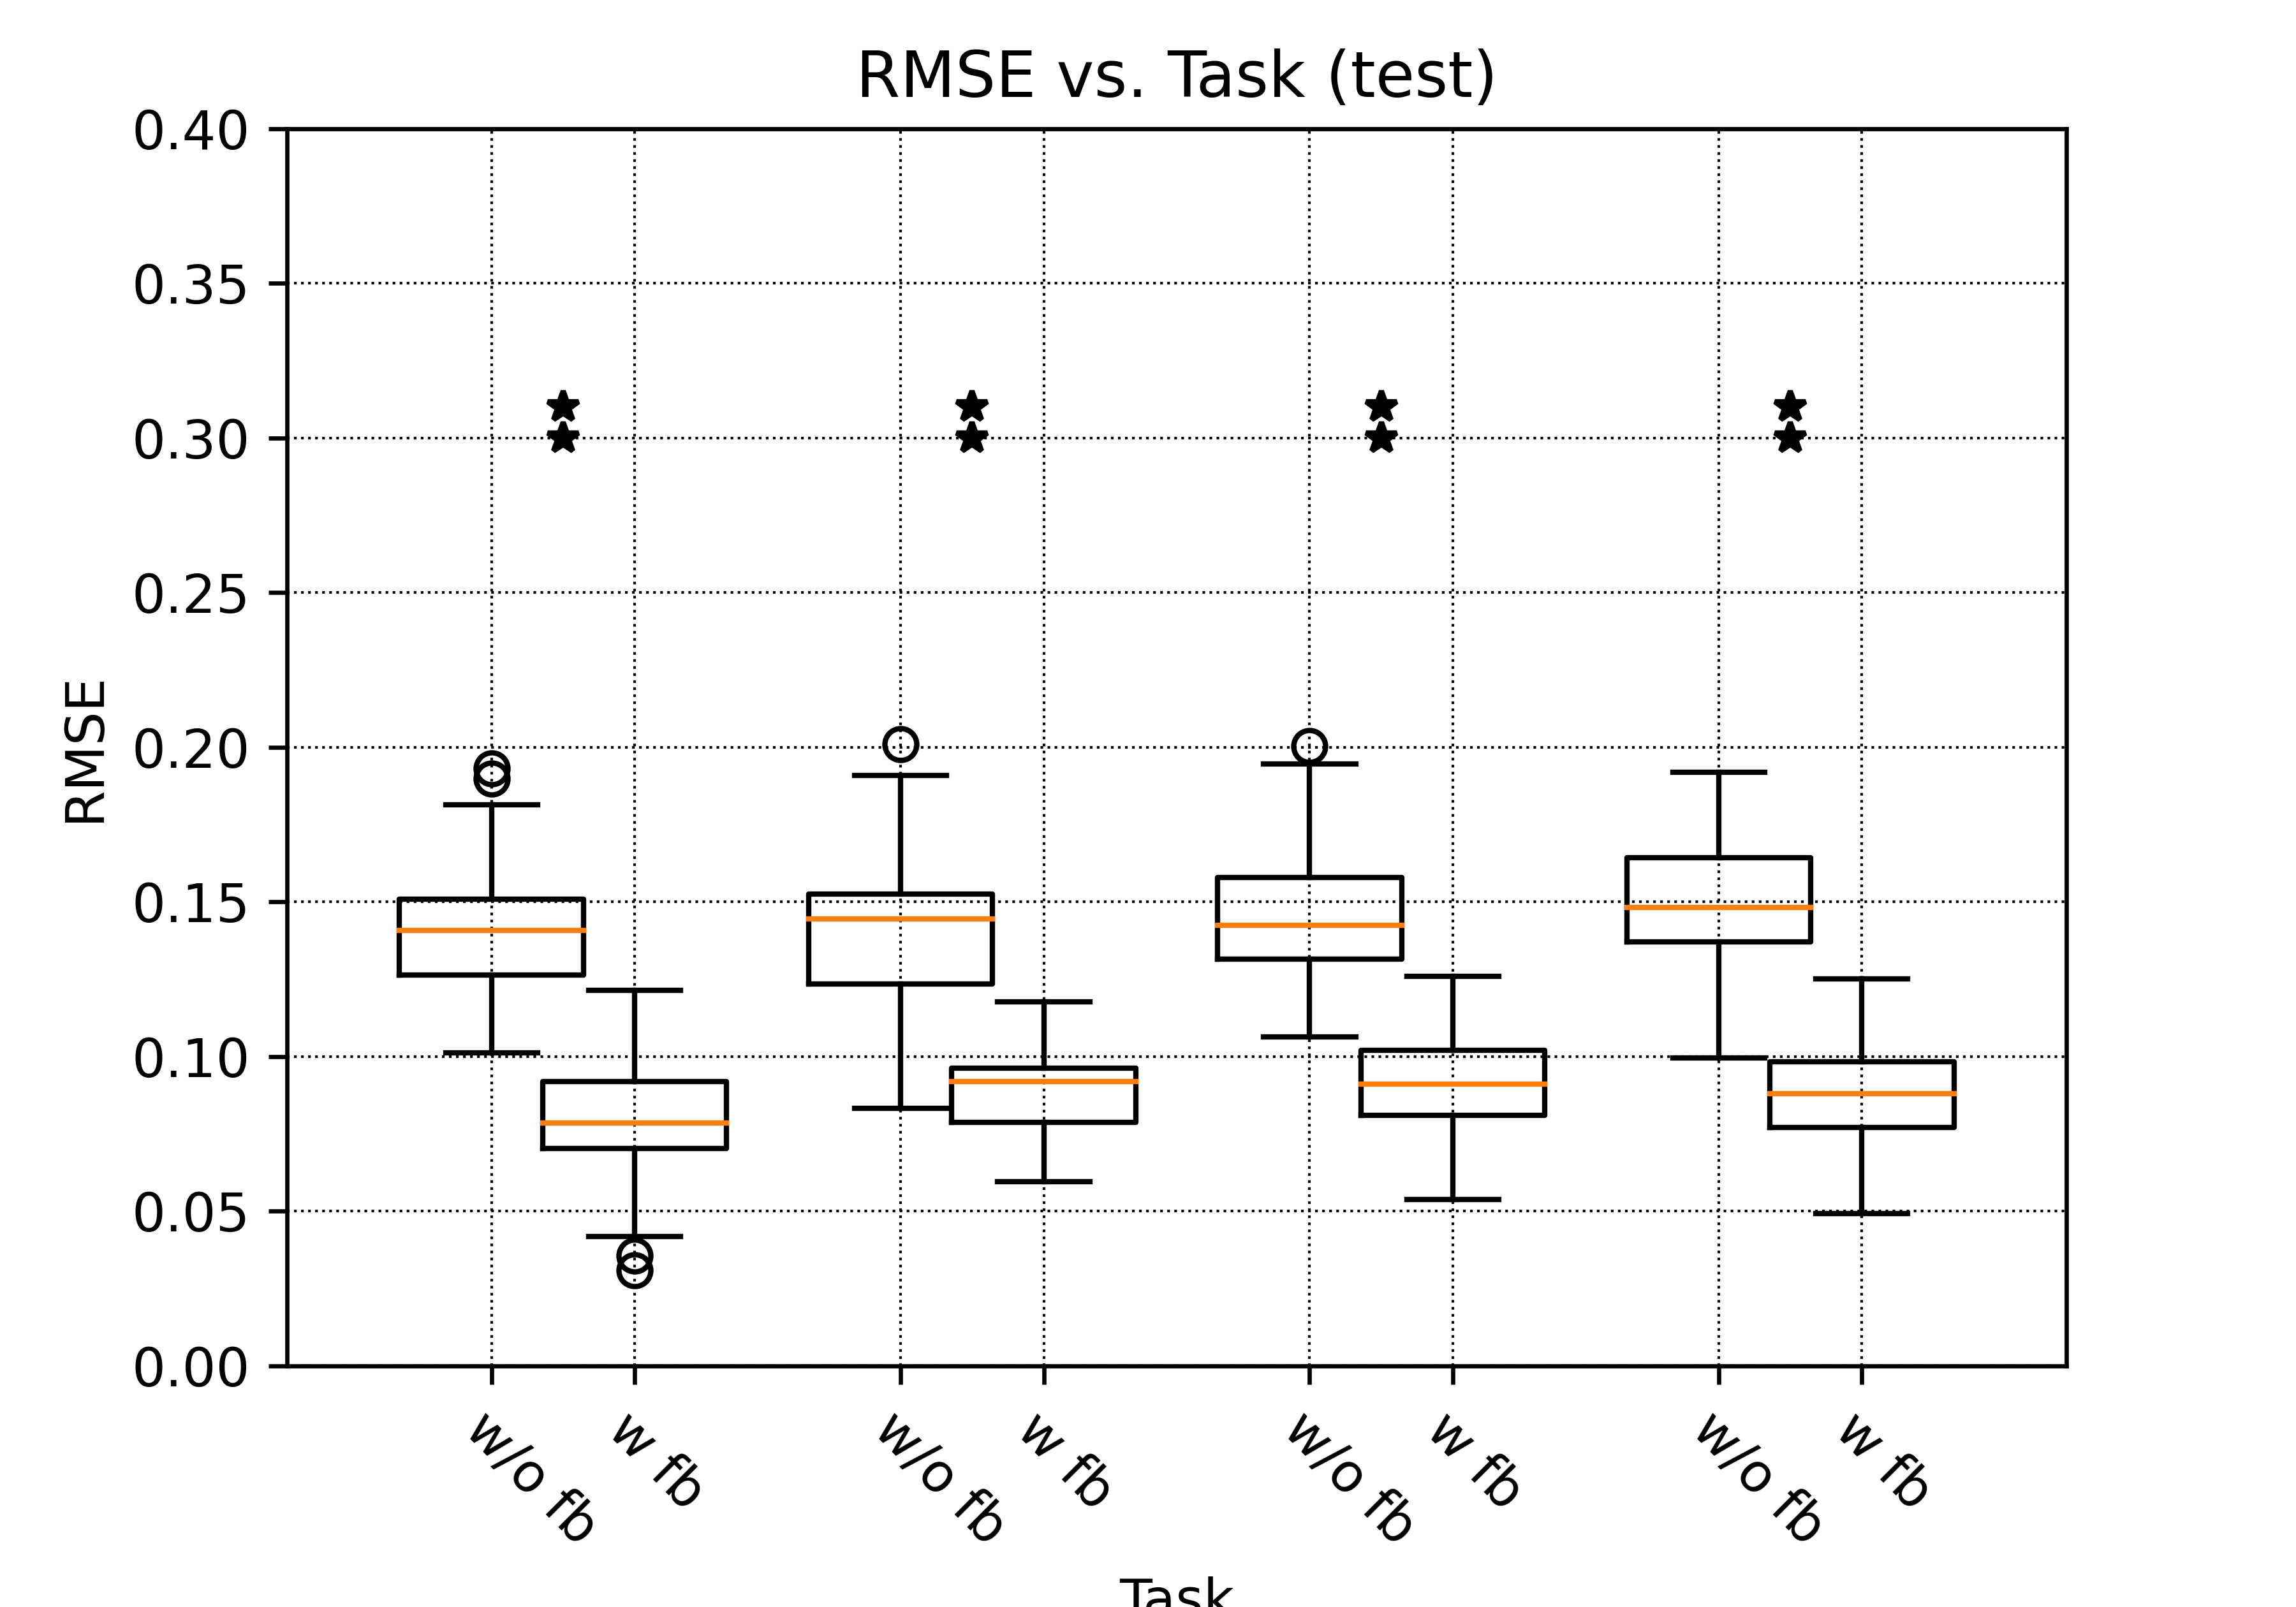 RMSE vs. Task (test)
0.40
0.35
0.30
0.25
0.20
0.15
0.10
0.05
0.00
RMSE
w/o fb
w fb
w/o fb
w fb
w/o fb
w fb
w/o fb
w fb
Task